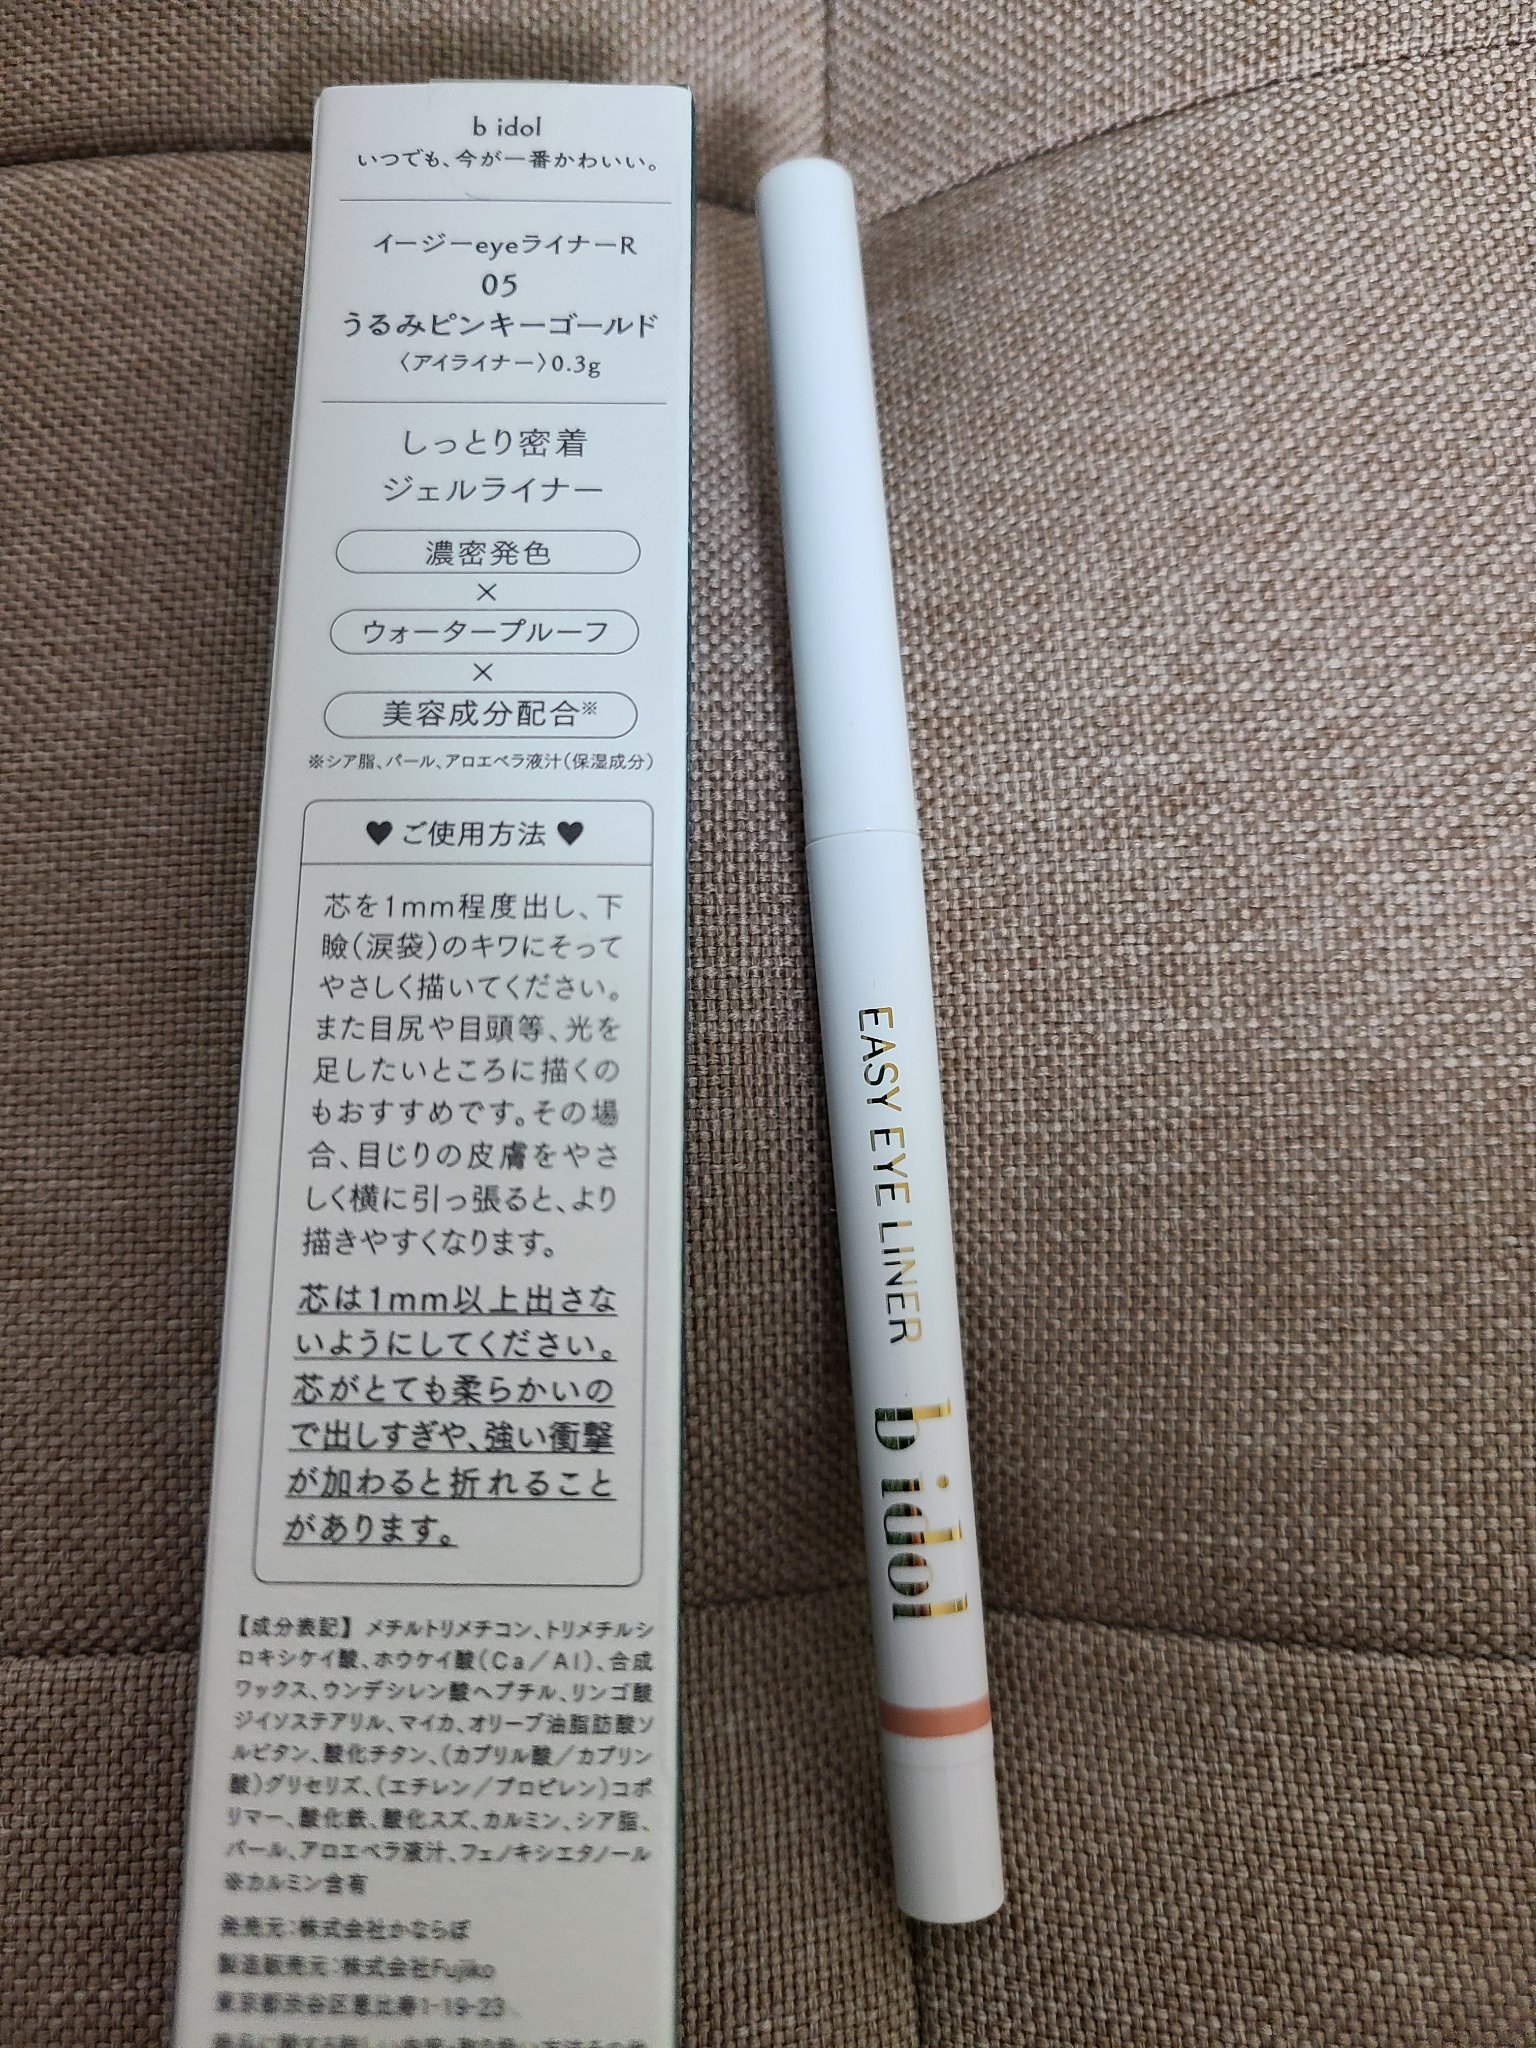 b idol
いつでも、今が一番かわいい。
イージーeyeライナーR
05
うるみピンキーゴールド
〈アイライナー〉0.3g
しっとり密着
ジェルライナー
濃密発色
×
ウォータープルーフ
×
美容成分配合※
※シア脂、パール、アロエベラ液汁(保湿成分)
♥ ご使用方法 ♥
芯を1mm程度出し、下
瞼(涙袋)のキワにそって
やさしく描いてください。
また目尻や目頭等、光を
足したいところに描くの
もおすすめです。その場
合、目じりの皮膚をやさ
しく横に引っ張ると、より
描きやすくなります。
芯は1mm以上出さな
いようにしてください。
芯がとても柔らかいの
で出しすぎや、強い衝撃
が加わると折れること
があります。
【成分表記】メチルトリメチコン、トリメチルシ
ロキシケイ酸、ホウケイ酸(Ca/Al)、合成
ワックス、ウンデシレン酸ヘプチル、リンゴ酸
ジイソステアリル、マイカ、オリーブ油脂肪酸ソ
ルビタン、酸化チタン、(カプリル酸/カプリン
酸)グリセリズ、(エチレン/プロピレン)コポ
リマー、酸化鉄、酸化スズ、カルミン、シア脂、
パール、アロエベラ液汁、フェノキシエタノール
※カルミン含有
発売元:株式会社かならぼ
製造販売元:株式会社Fujiko
東京都渋谷区恵比寿1-19-23
EASY EYE LINER
b idol